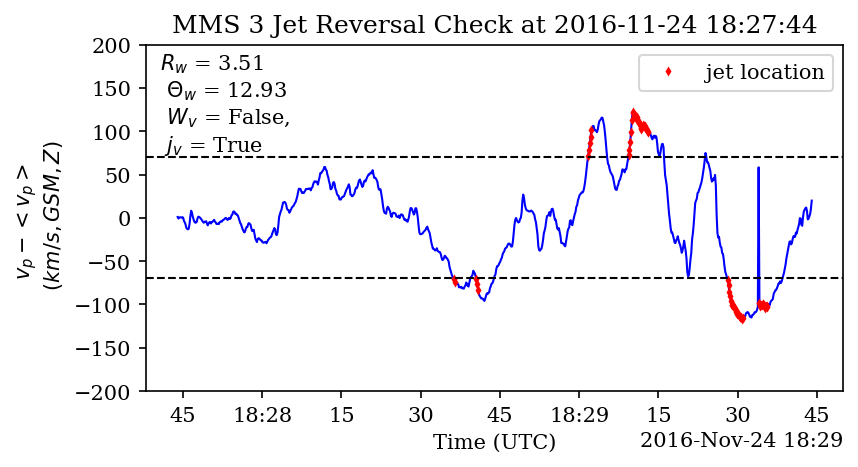 MMS 3 Jet Reversal Check at 2016-11-24 18:27:44
200
150
100
50
0
−50
−100
−150
−200
v_p − <v_p>
(km/s, GSM, Z)
R_w = 3.51
Θ_w = 12.93
W_v = False,
j_v = True
jet location
45 18:28 15 30 45 18:29 15 30 45
Time (UTC)
2016-Nov-24 18:29